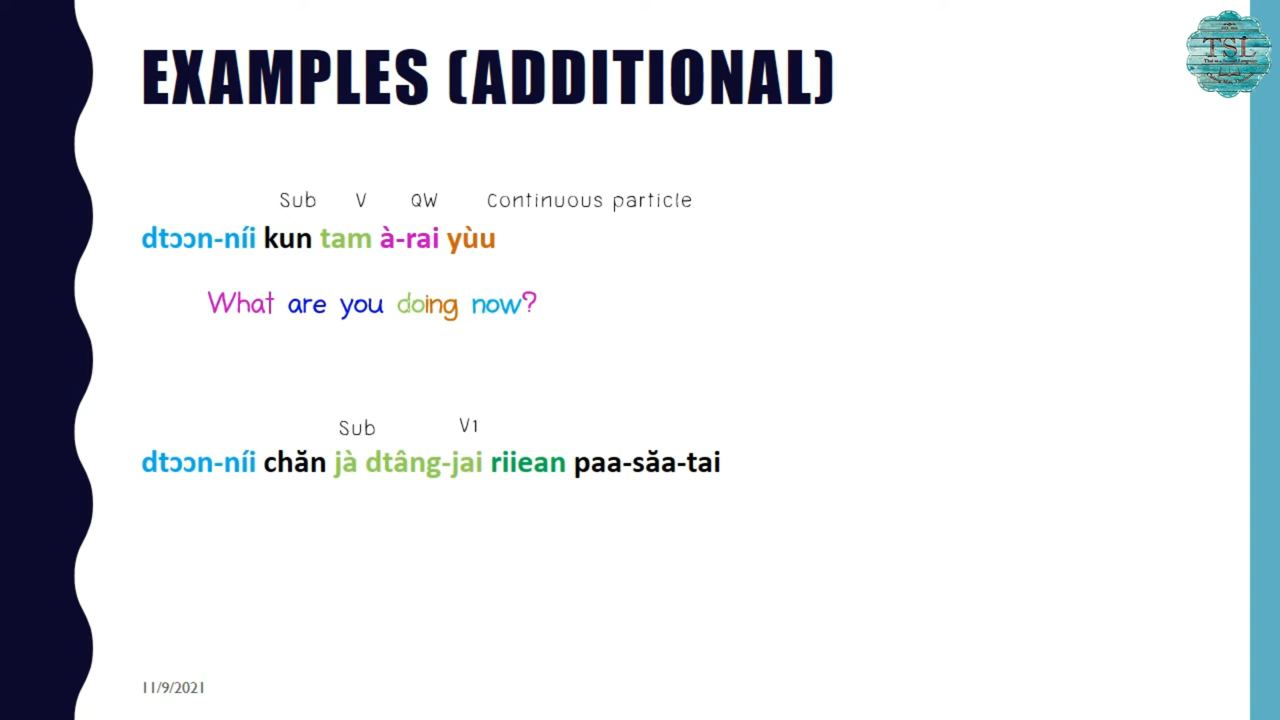 EXAMPLES (ADDITIONAL)
TSL
Sub V QW Continuous particle
dtɔɔn-níi kun tam à-rai yùu
What are you doing now?
Sub V1
dtɔɔn-níi chăn jà dtâng-jai riiean paa-săa-tai
11/9/2021